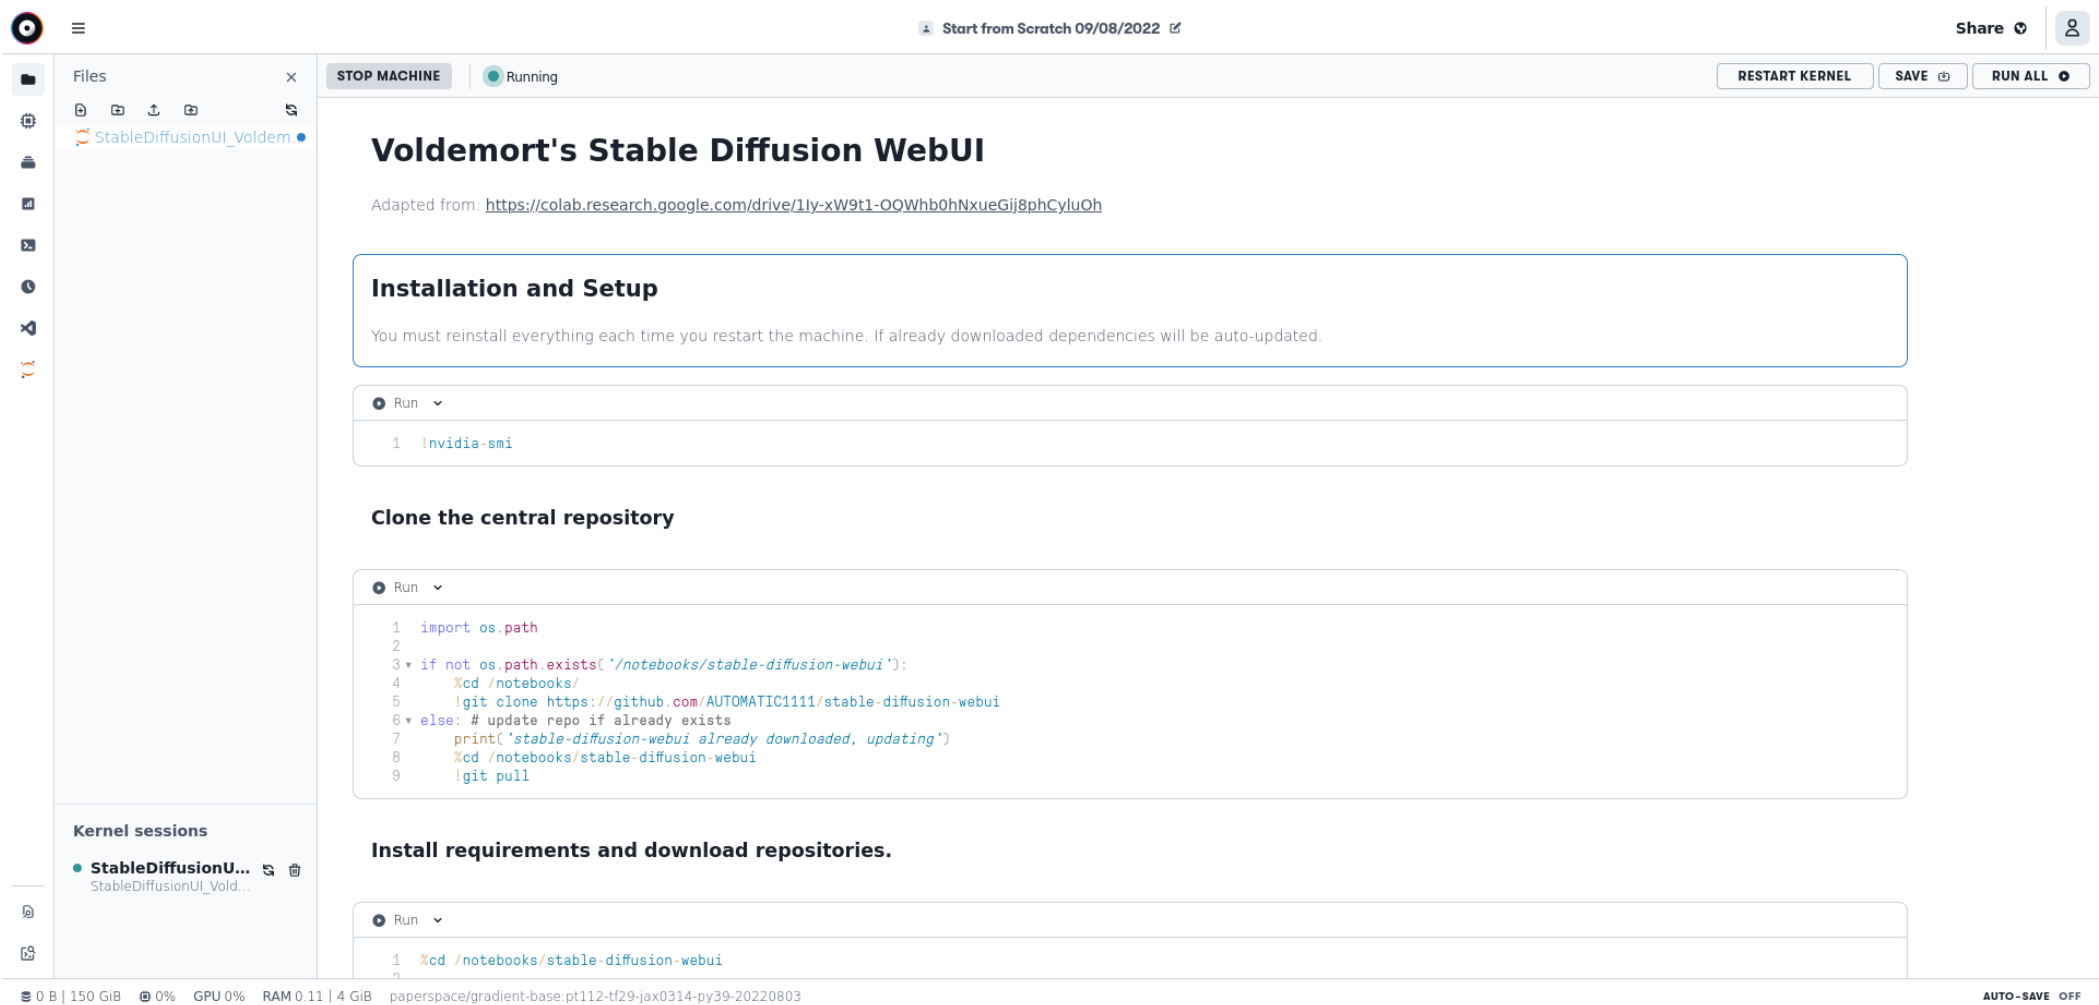 Start from Scratch 09/08/2022
Share
Files
STOP MACHINE
Running
RESTART KERNEL
SAVE
RUN ALL
StableDiffusionUI_Voldem...
Voldemort's Stable Diffusion WebUI
Adapted from: https://colab.research.google.com/drive/1Iy-xW9t1-OQWhb0hNxueGij8phCyluOh
Installation and Setup
You must reinstall everything each time you restart the machine. If already downloaded dependencies will be auto-updated.
Run
1 !nvidia-smi
Clone the central repository
Run
1 import os.path
2
3 if not os.path.exists('/notebooks/stable-diffusion-webui'):
4 %cd /notebooks/
5 !git clone https://github.com/AUTOMATIC1111/stable-diffusion-webui
6 else: # update repo if already exists
7 print('stable-diffusion-webui already downloaded, updating')
8 %cd /notebooks/stable-diffusion-webui
9 !git pull
Install requirements and download repositories.
Run
1 %cd /notebooks/stable-diffusion-webui
2
Kernel sessions
StableDiffusionU...
StableDiffusionUI_Vold...
0 B | 150 GiB
0%
GPU 0%
RAM 0.11 | 4 GiB
paperspace/gradient-base:pt112-tf29-jax0314-py39-20220803
AUTO-SAVE OFF